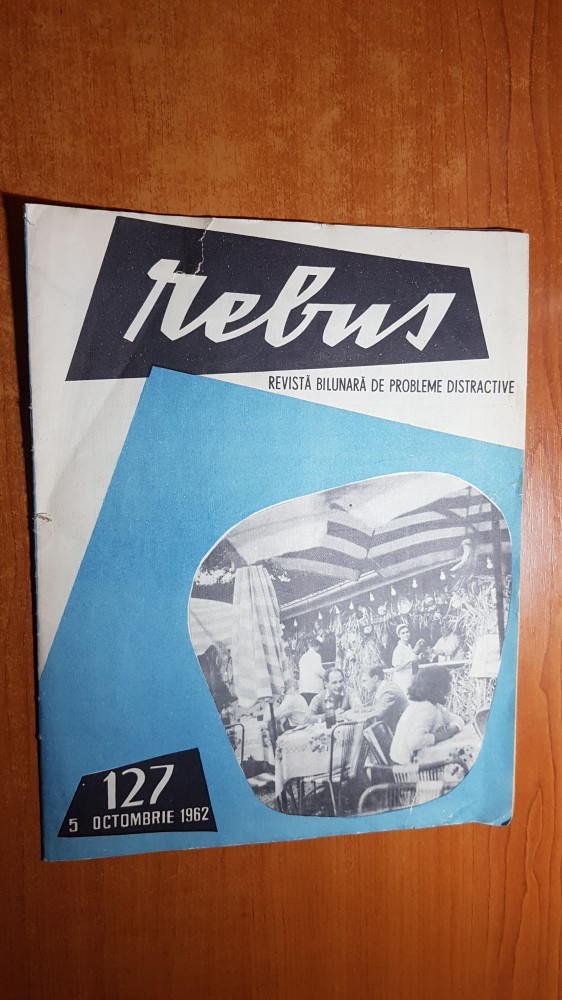 rebus
REVISTĂ BILUNARĂ DE PROBLEME DISTRACTIVE
127
5 OCTOMBRIE 1962